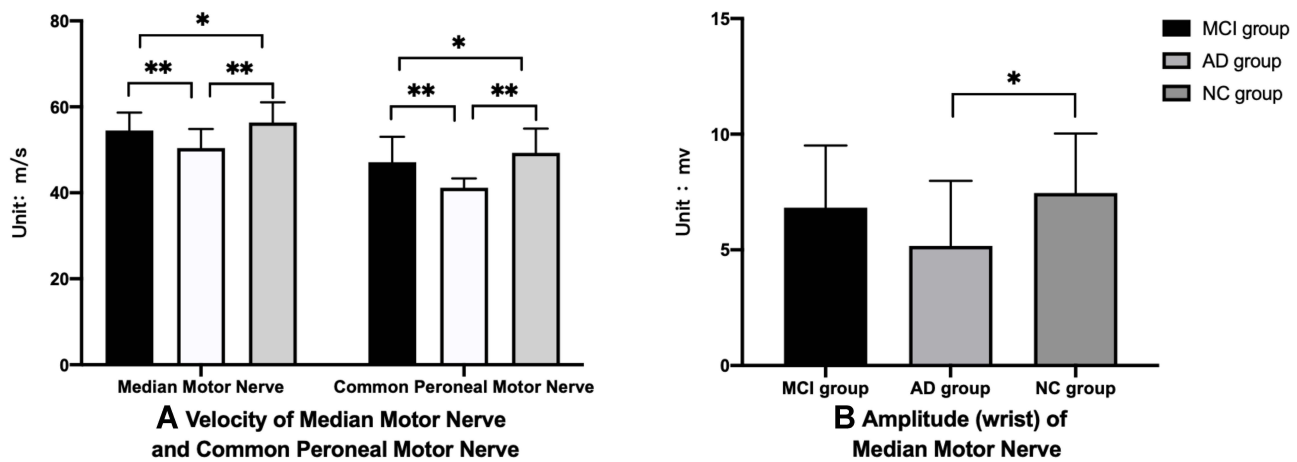 80
60
40
20
0
Unit: m/s
*
**
**
*
**
**
Median Motor Nerve
Common Peroneal Motor Nerve
A Velocity of Median Motor Nerve
and Common Peroneal Motor Nerve
15
10
5
0
Unit : mv
*
MCI group
AD group
NC group
B Amplitude (wrist) of
Median Motor Nerve
MCI group
AD group
NC group